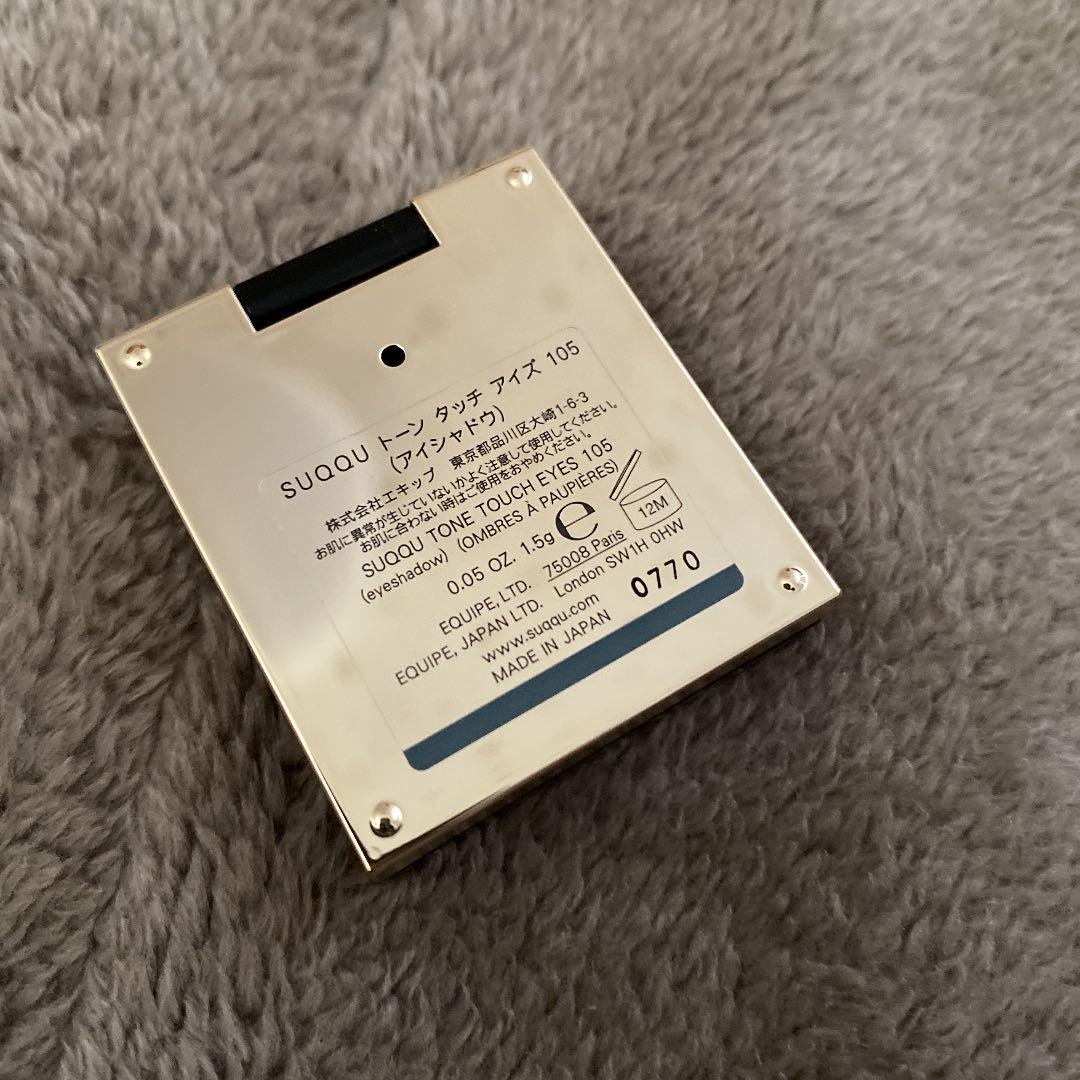 SUQQU トーン タッチ アイズ 105
(アイシャドウ)
株式会社エキップ 東京都品川区大崎1-6-3
お肌に異常が生じていないかよく注意して使用してください。
お肌に合わない時はご使用をおやめください。
SUQQU TONE TOUCH EYES 105
(eyeshadow) (OMBRES À PAUPIÈRES)
0.05 OZ. 1.5g e
12M
EQUIPE, LTD. 75008 Paris
EQUIPE, JAPAN LTD. London SW1H 0HW
www.suqqu.com
MADE IN JAPAN
0770